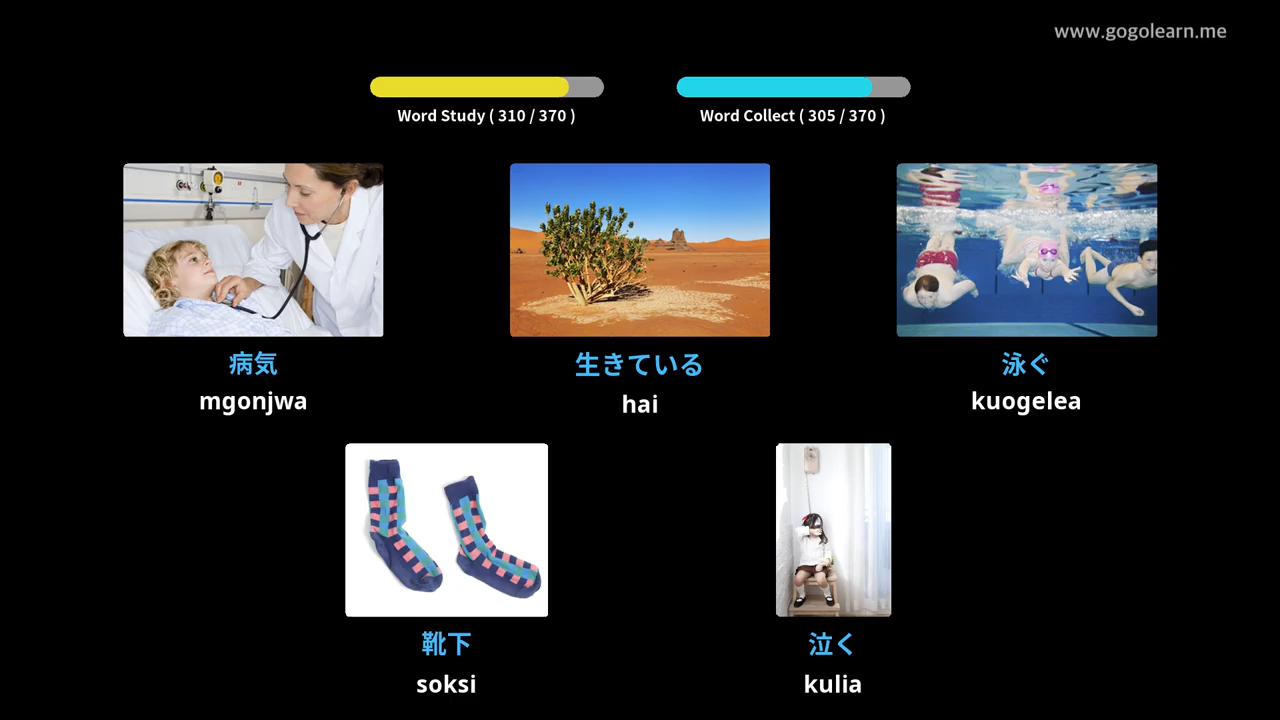 www.gogolearn.me
Word Study ( 310 / 370 )
Word Collect ( 305 / 370 )
病気
生きている
泳ぐ
mgonjwa
hai
kuogelea
靴下
泣く
soksi
kulia